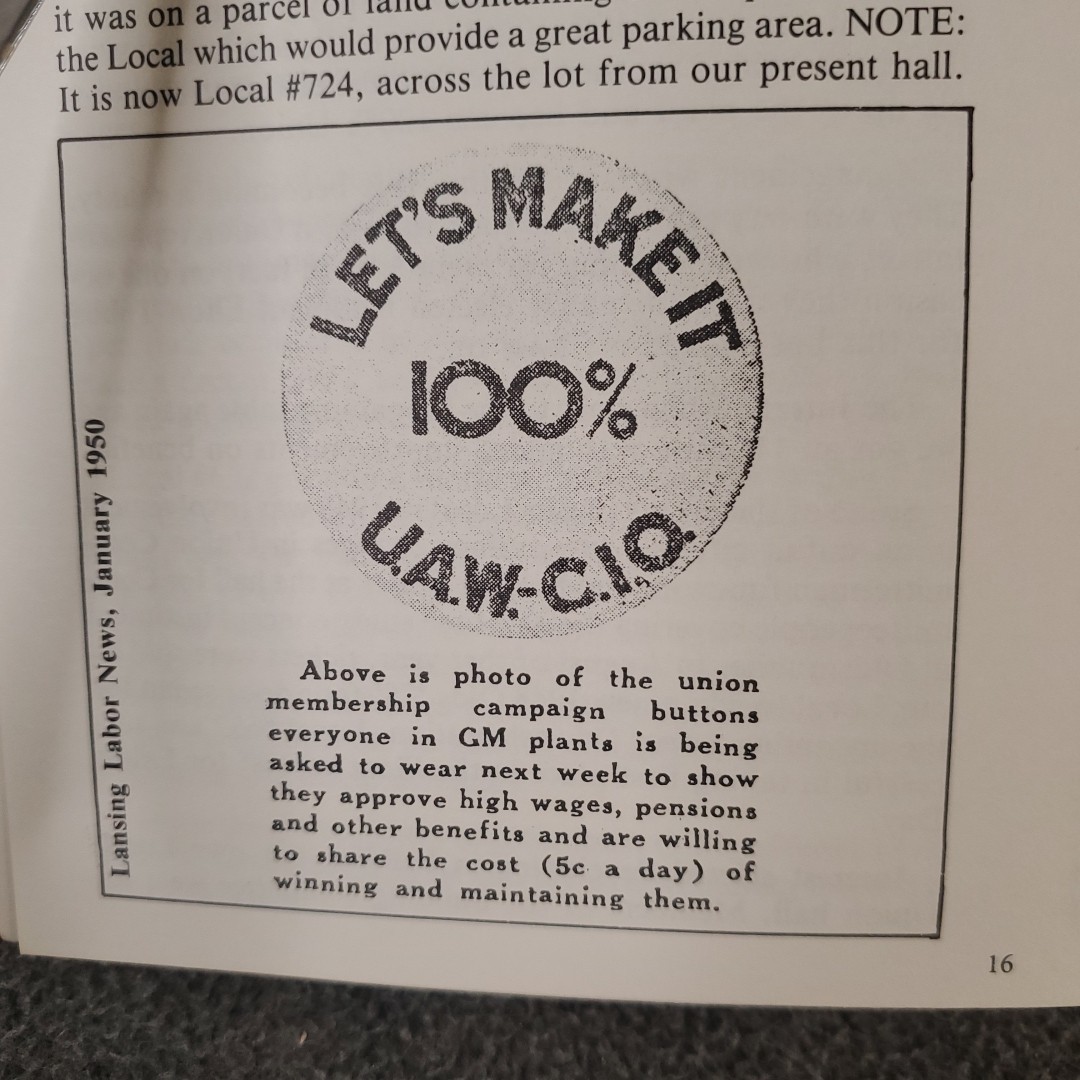 it was on a parcel of land containing
the Local which would provide a great parking area. NOTE:
It is now Local #724, across the lot from our present hall.
LET'S MAKE IT
100%
U.A.W.-C.I.O.
Lansing Labor News, January 1950
Above is photo of the union
membership campaign buttons
everyone in GM plants is being
asked to wear next week to show
they approve high wages, pensions
and other benefits and are willing
to share the cost (5c a day) of
winning and maintaining them.
16